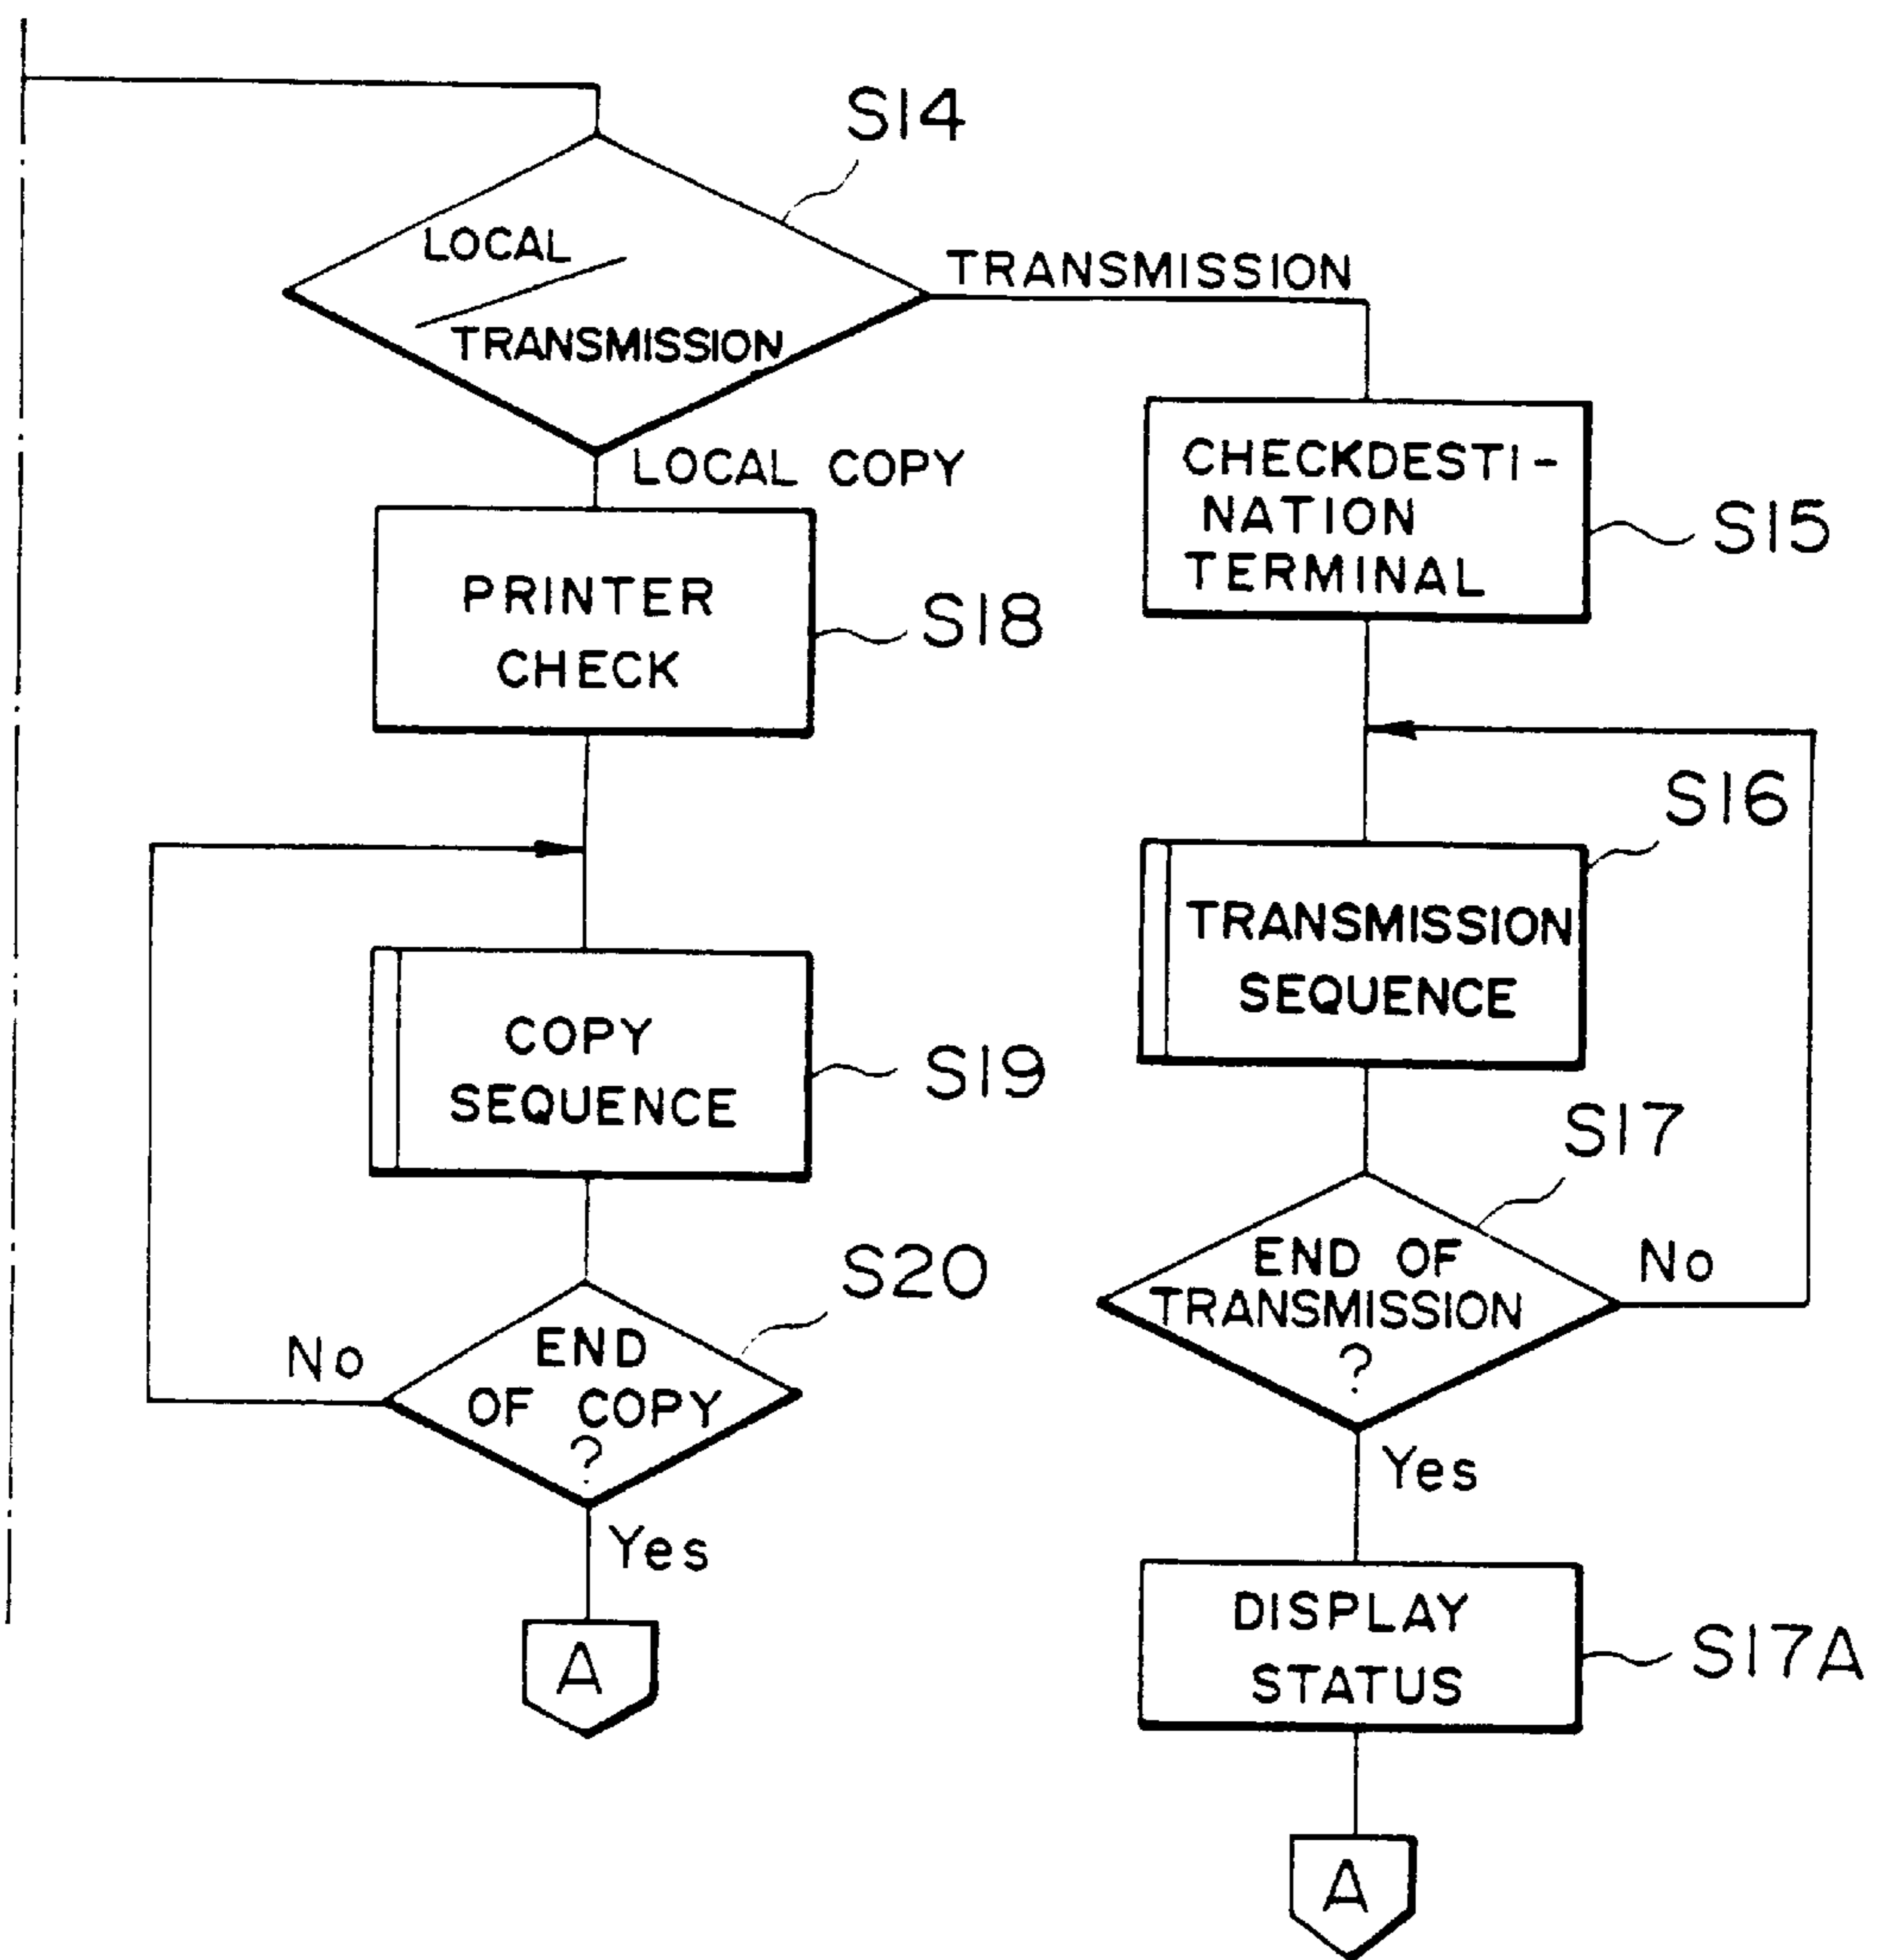 S14
LOCAL
TRANSMISSION
TRANSMISSION
LOCAL COPY
PRINTER
CHECK
S18
COPY
SEQUENCE
S19
S20
END
OF COPY
?
No
Yes
A
CHECKDESTI-
NATION
TERMINAL
S15
S16
TRANSMISSION
SEQUENCE
S17
END OF
TRANSMISSION
?
No
Yes
DISPLAY
STATUS
S17A
A